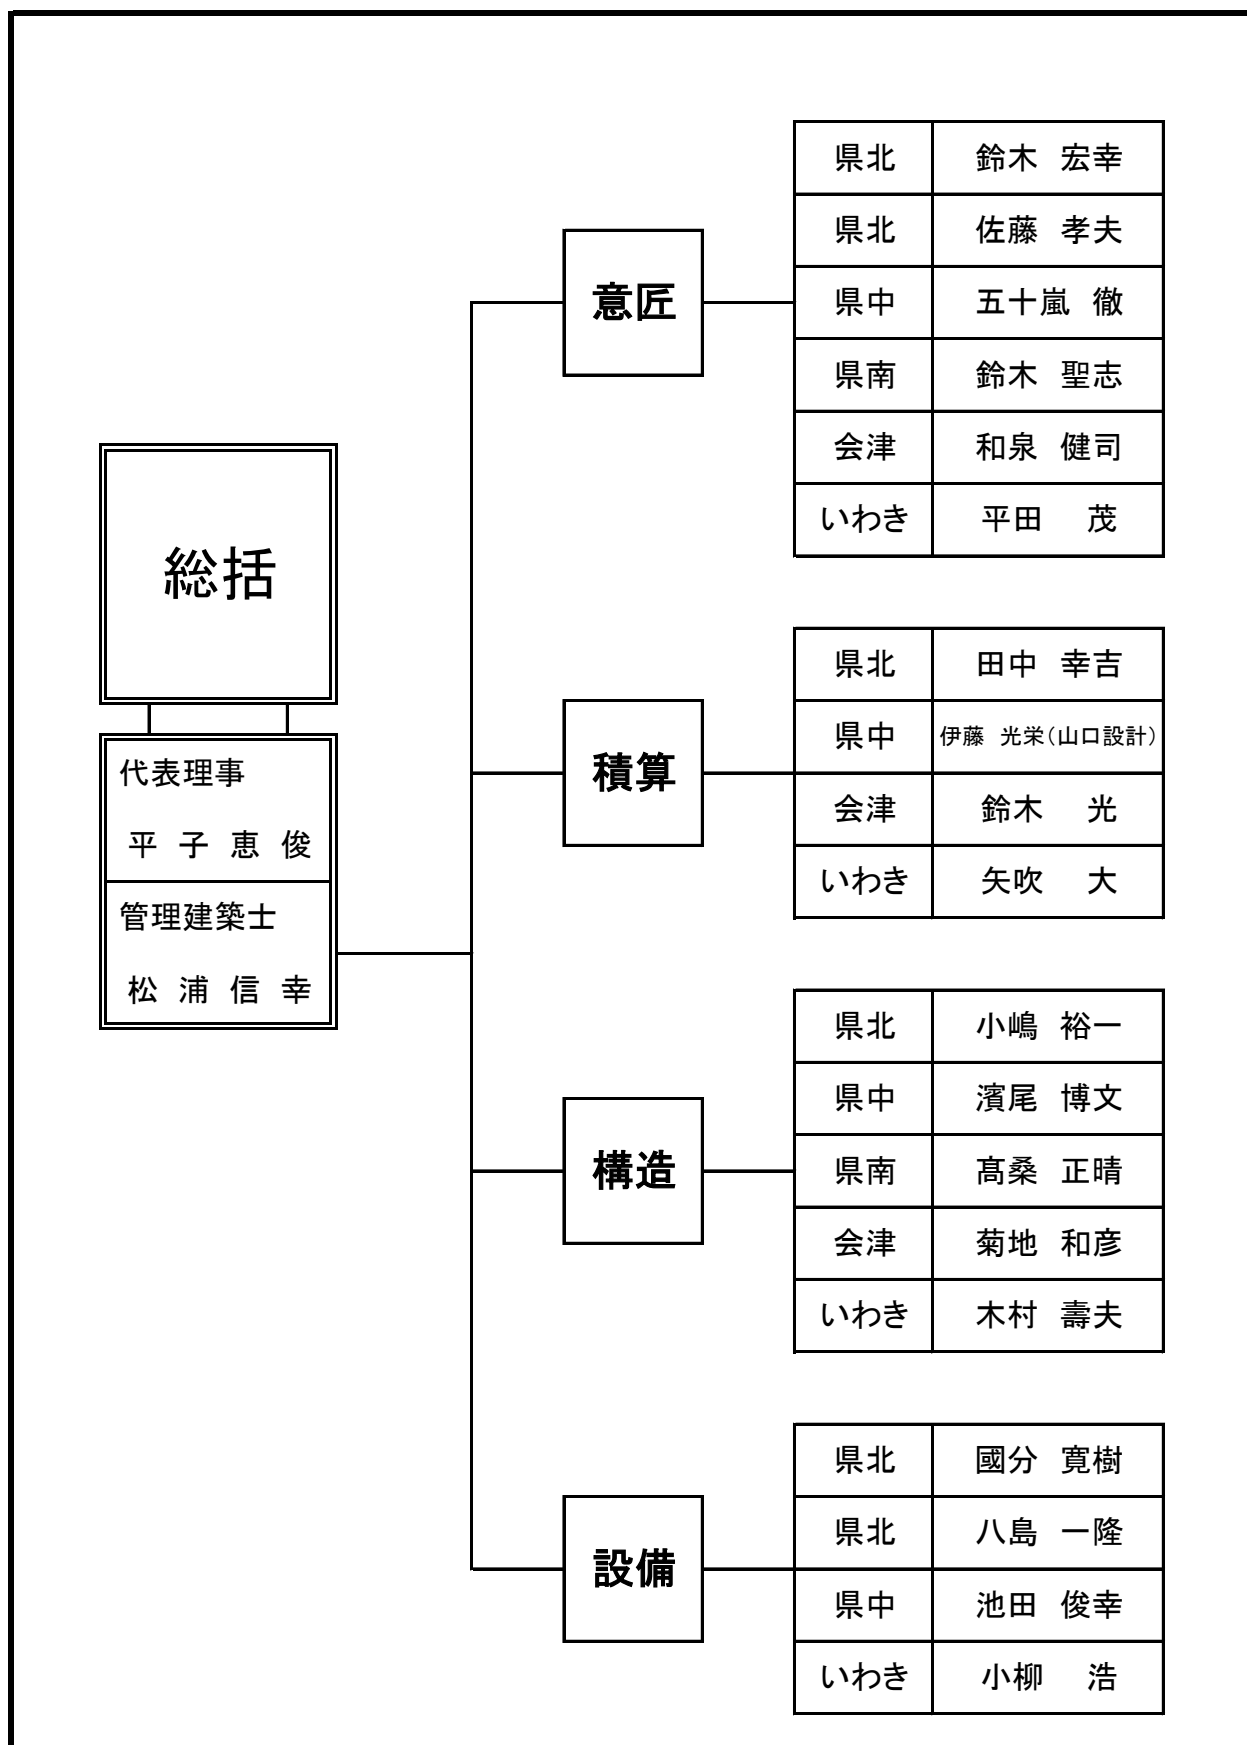 総括
代表理事
平 子 恵 俊
管理建築士
松 浦 信 幸
意匠
県北 鈴木 宏幸
県北 佐藤 孝夫
県中 五十嵐 徹
県南 鈴木 聖志
会津 和泉 健司
いわき 平田 茂
積算
県北 田中 幸吉
県中 伊藤 光栄(山口設計)
会津 鈴木 光
いわき 矢吹 大
構造
県北 小嶋 裕一
県中 濱尾 博文
県南 髙桑 正晴
会津 菊地 和彦
いわき 木村 壽夫
設備
県北 國分 寛樹
県北 八島 一隆
県中 池田 俊幸
いわき 小柳 浩